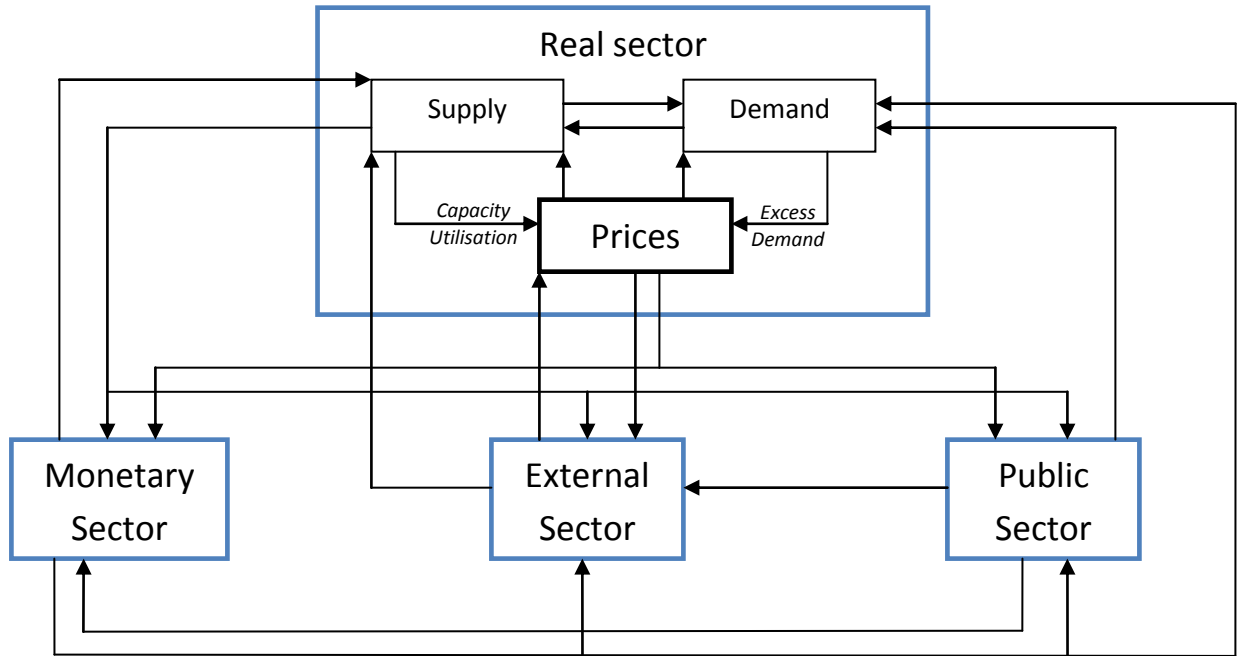 Real sector
Supply
Demand
Capacity
Utilisation
Prices
Excess
Demand
Monetary
Sector
External
Sector
Public
Sector